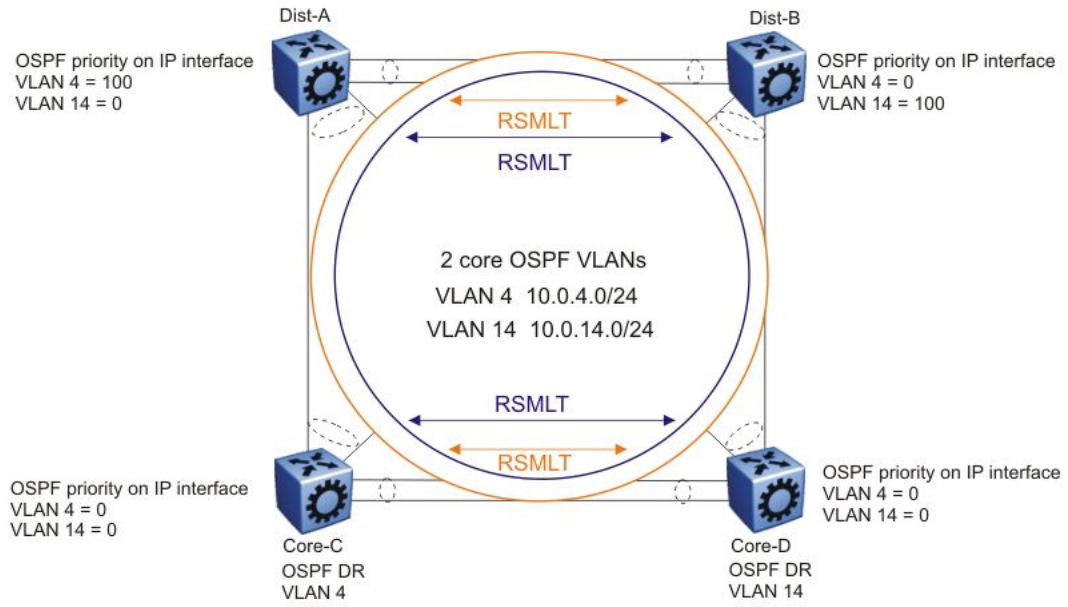 Dist-A
Dist-B
OSPF priority on IP interface
VLAN 4 = 100
VLAN 14 = 0
OSPF priority on IP interface
VLAN 4 = 0
VLAN 14 = 100
RSMLT
RSMLT
2 core OSPF VLANs
VLAN 4 10.0.4.0/24
VLAN 14 10.0.14.0/24
RSMLT
RSMLT
OSPF priority on IP interface
VLAN 4 = 0
VLAN 14 = 0
OSPF priority on IP interface
VLAN 4 = 0
VLAN 14 = 0
Core-C
OSPF DR
VLAN 4
Core-D
OSPF DR
VLAN 14